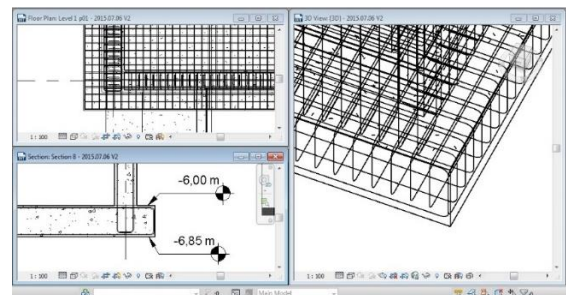 Floor Plan: Level 1 p01 - 2015.07.06 V2
1 : 100
Section: Section 8 - 2015.07.06 V2
-6,00 m
-6,85 m
1 : 100
3D View: {3D} - 2015.07.06 V2
1 : 100
Main Model